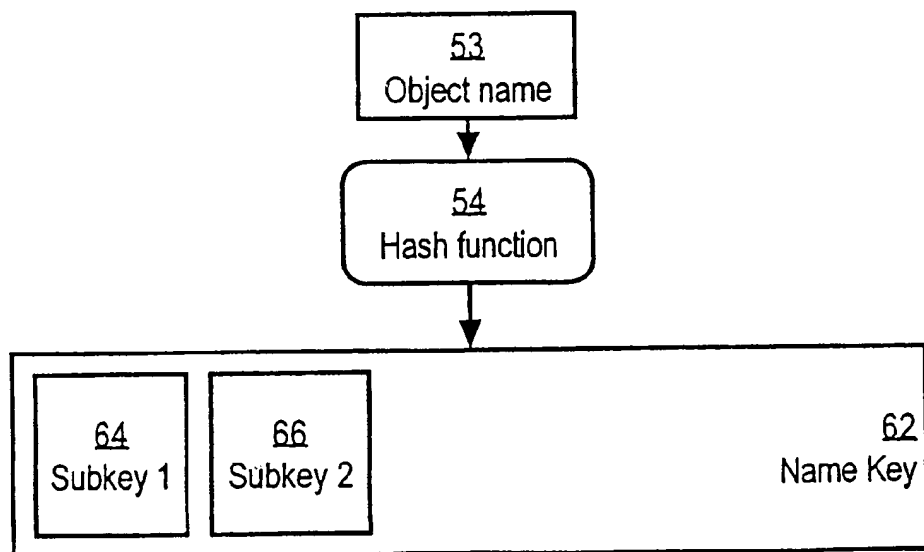 53
Object name
54
Hash function
64
Subkey 1
66
Subkey 2
62
Name Key